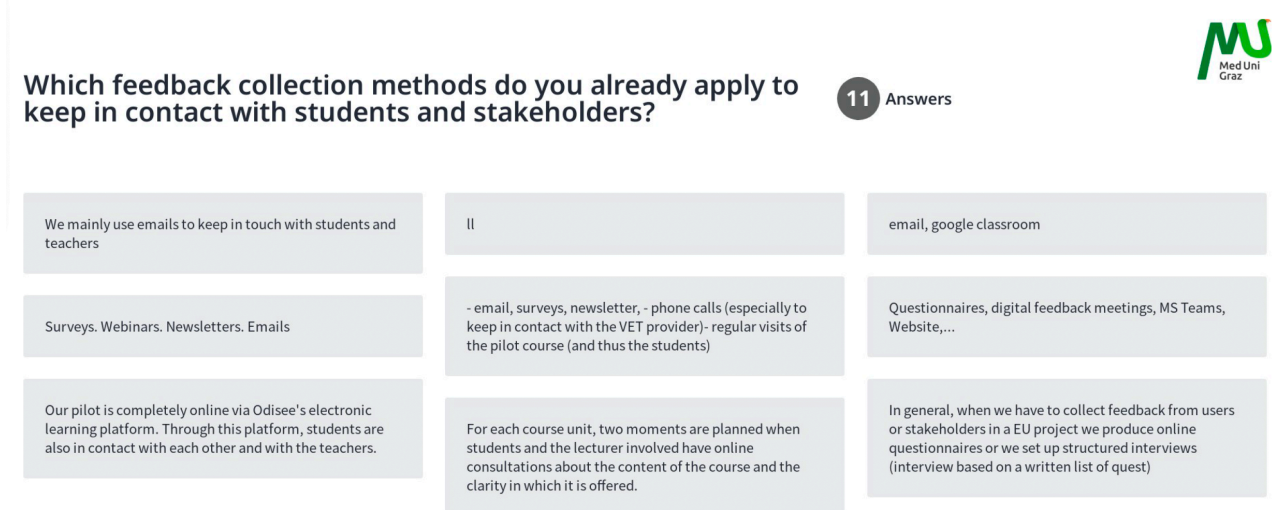 Med Uni
Graz
Which feedback collection methods do you already apply to
keep in contact with students and stakeholders?
11 Answers
We mainly use emails to keep in touch with students and
teachers
Surveys. Webinars. Newsletters. Emails
Our pilot is completely online via Odisee's electronic
learning platform. Through this platform, students are
also in contact with each other and with the teachers.
ll
- email, surveys, newsletter, - phone calls (especially to
keep in contact with the VET provider)- regular visits of
the pilot course (and thus the students)
For each course unit, two moments are planned when
students and the lecturer involved have online
consultations about the content of the course and the
clarity in which it is offered.
email, google classroom
Questionnaires, digital feedback meetings, MS Teams,
Website,...
In general, when we have to collect feedback from users
or stakeholders in a EU project we produce online
questionnaires or we set up structured interviews
(interview based on a written list of quest)